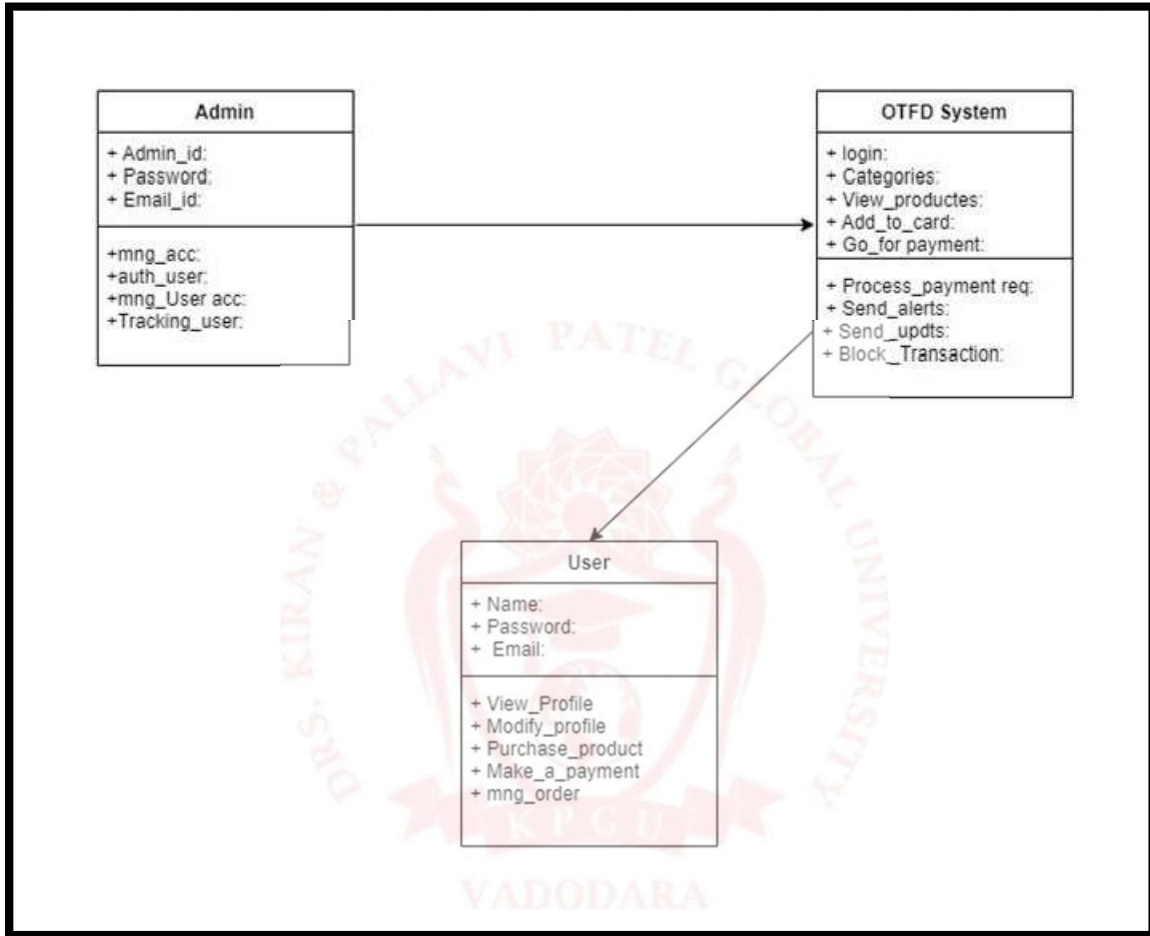 Admin
+ Admin_id:
+ Password:
+ Email_id:
+mng_acc:
+auth_user:
+mng_User acc:
+Tracking_user:
OTFD System
+ login:
+ Categories:
+ View_productes:
+ Add_to_card:
+ Go_for payment:
+ Process_payment req:
+ Send_alerts:
+ Send_updts:
+ Block_Transaction:
User
+ Name:
+ Password:
+ Email:
+ View_Profile
+ Modify_profile
+ Purchase_product
+ Make_a_payment
+ mng_order
DRS. KIRAN & PALLAVI PATEL GLOBAL UNIVERSITY
KPGU
VADODARA